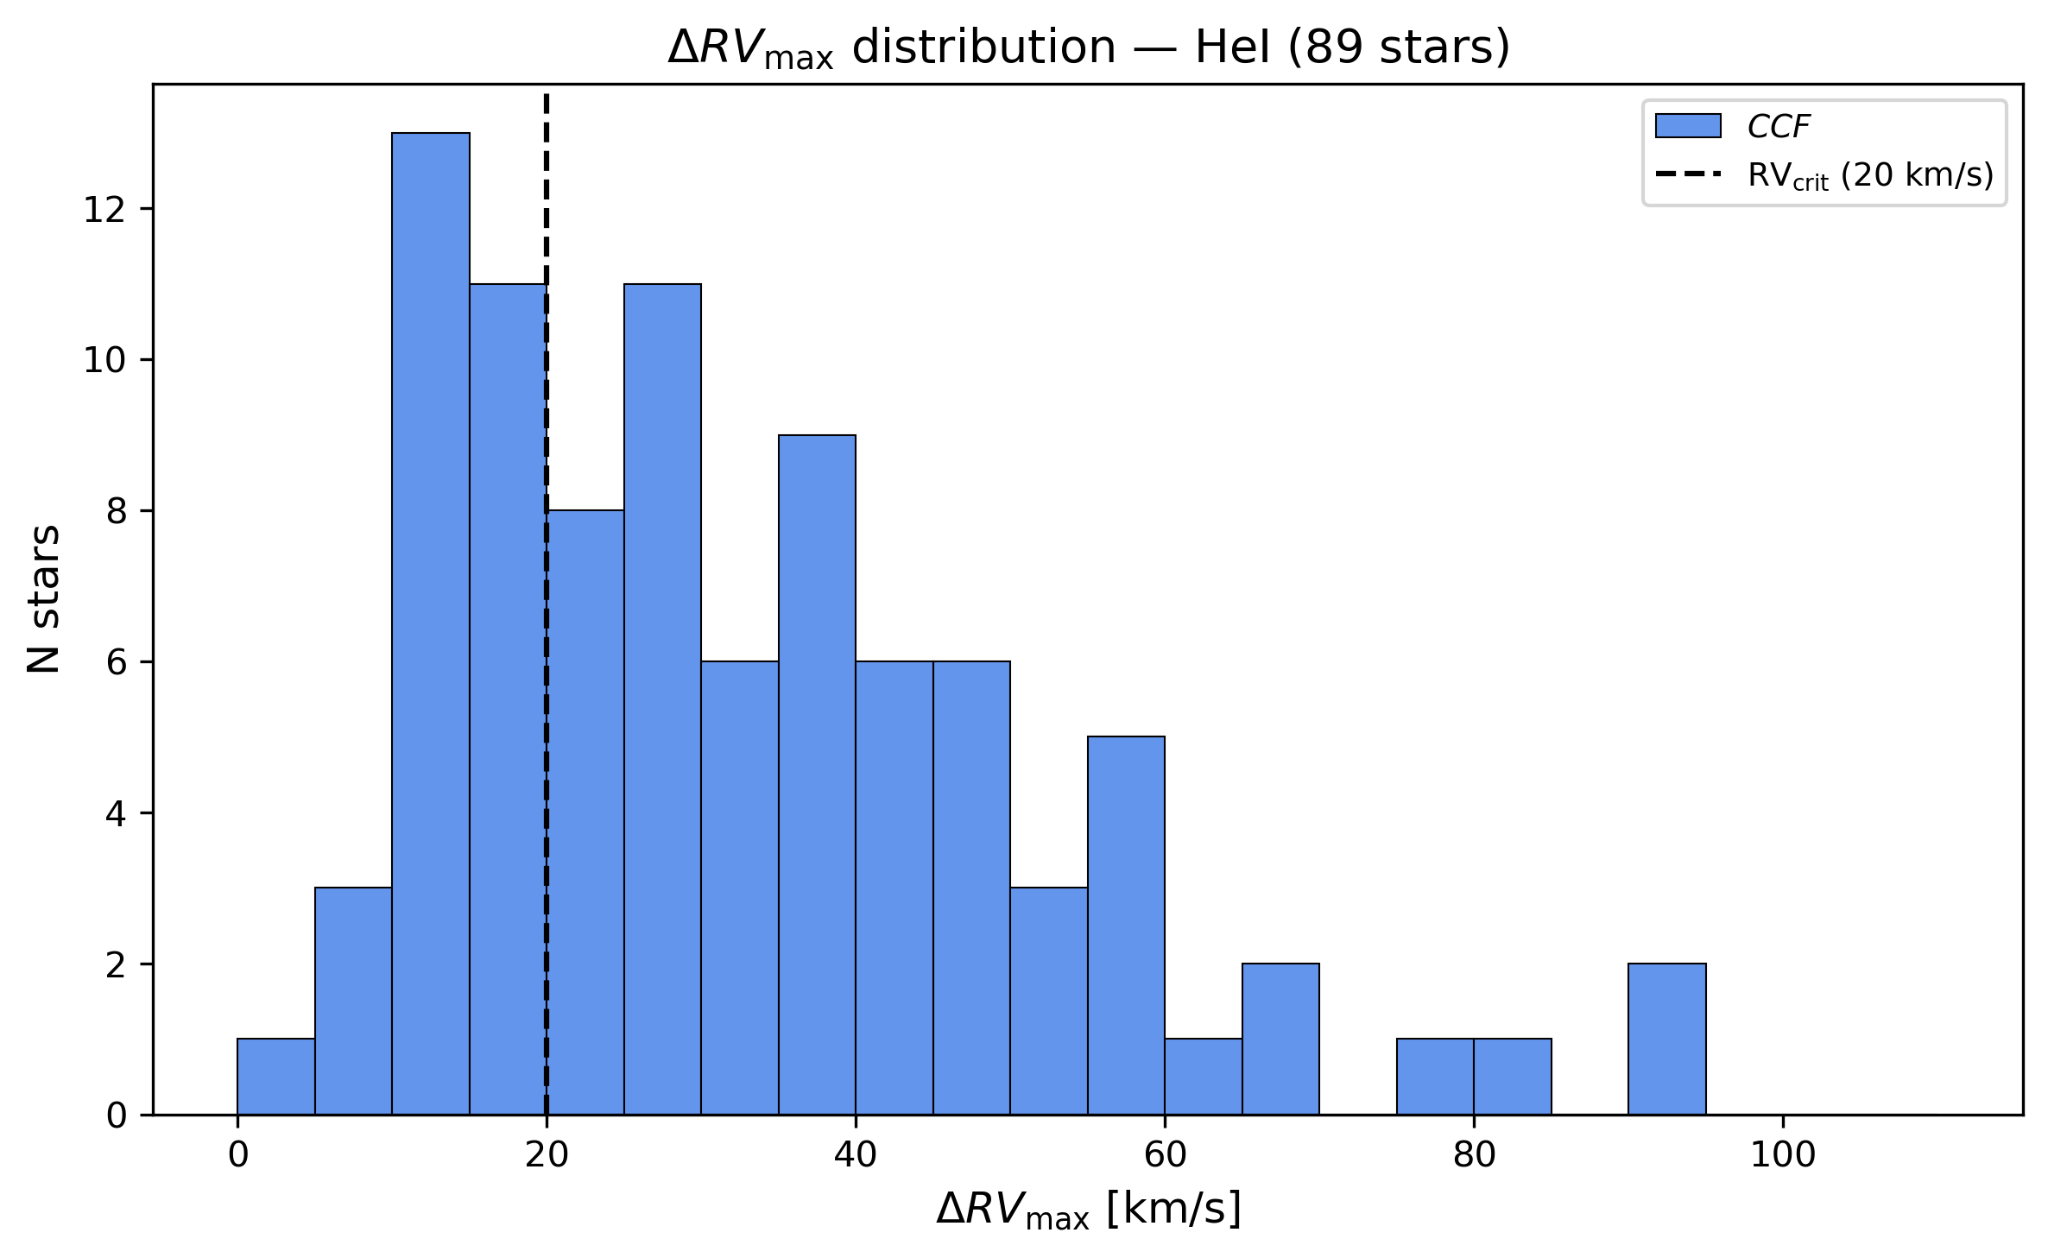 ΔRVmax distribution — HeI (89 stars)
CCF
RVcrit (20 km/s)
N stars
12
10
8
6
4
2
0
0 20 40 60 80 100
ΔRVmax [km/s]